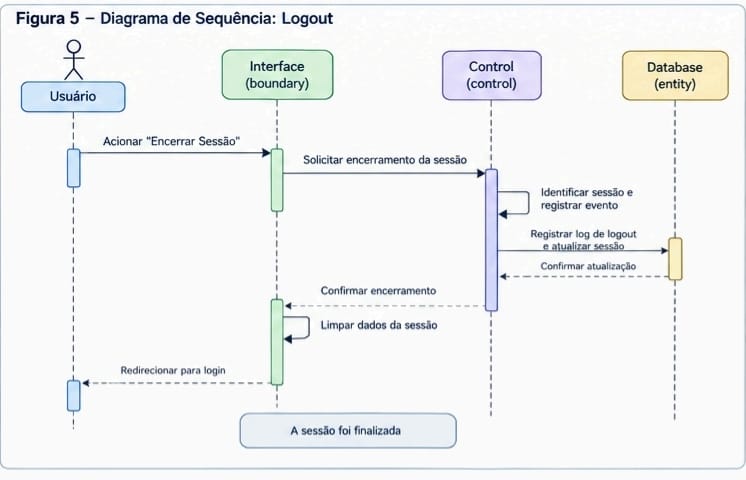 Figura 5 – Diagrama de Sequência: Logout
Usuário
Interface
(boundary)
Control
(control)
Database
(entity)
Acionar "Encerrar Sessão"
Solicitar encerramento da sessão
Identificar sessão e
registrar evento
Registrar log de logout
e atualizar sessão
Confirmar atualização
Confirmar encerramento
Limpar dados da sessão
Redirecionar para login
A sessão foi finalizada